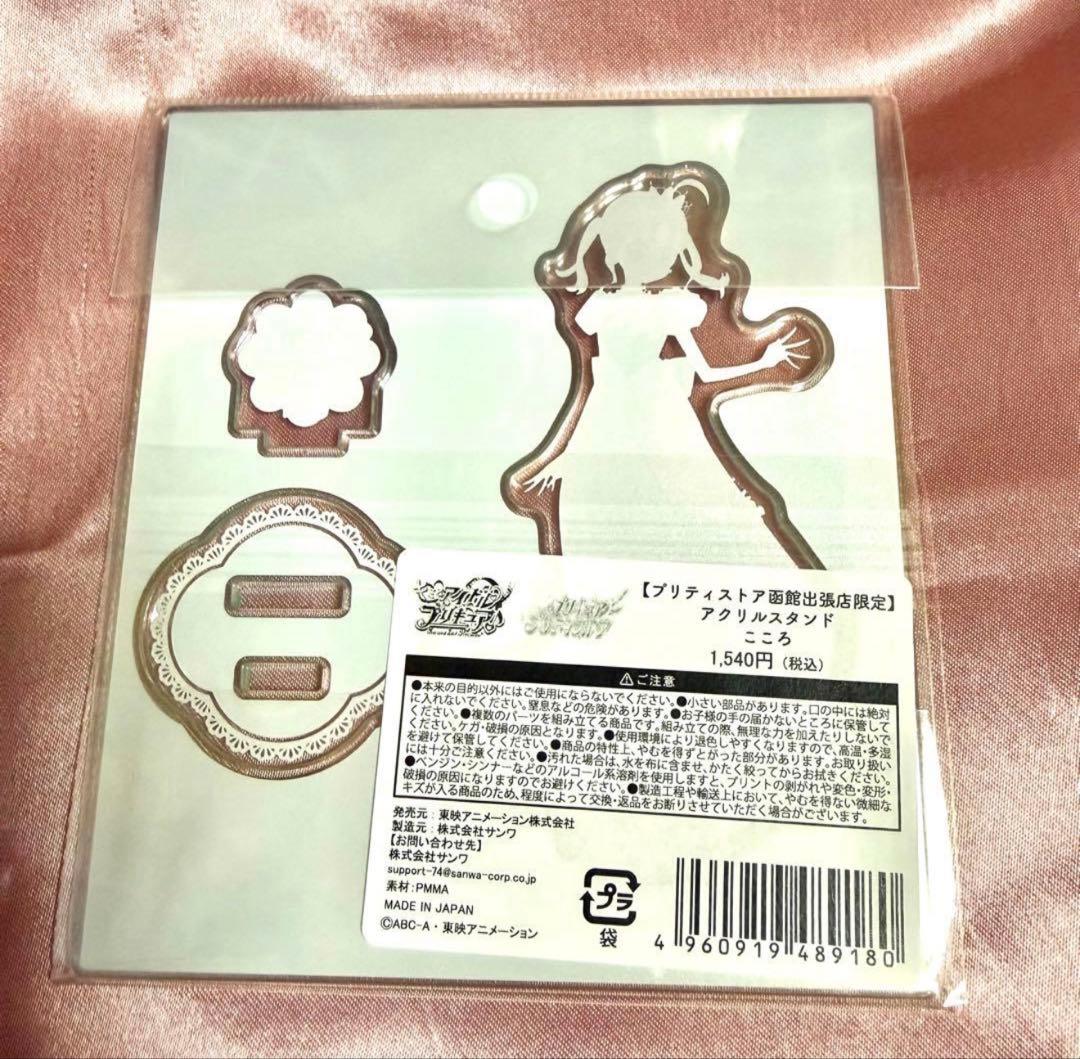 アイドル
プリキュア♪
【プリティストア函館出張店限定】
アクリルスタンド
こころ
1,540円（税込）
⚠ご注意
●本来の目的以外にはご使用にならないでください。●小さい部品があります。口の中には絶対
に入れないでください。窒息などの危険があります。●お子様の手の届かないところに保管して
ください。●複数のパーツを組み立てる商品です。組み立ての際、無理な力を加えたりしないで
ください。ケガ・破損の原因となります。●使用環境により退色しやすくなりますので、高温・多湿
を避けて保管してください。●商品の特性上、やむを得ずとがった部分があります。お取り扱い
には十分ご注意ください。●汚れた場合は、水を布に含ませ、かたく絞ってからお拭きください。
●ベンジン・シンナーなどのアルコール系溶剤を使用しますと、プリントの剥がれや変色・変形・
破損の原因になりますのでお避けください。●製造工程や輸送上において、やむを得ない微細な
キズが入る商品のため、程度によって交換・返品をお断りさせていただく場合がございます。
発売元：東映アニメーション株式会社
製造元：株式会社サンワ
【お問い合わせ先】
株式会社サンワ
support-74@sanwa-corp.co.jp
素材：PMMA
MADE IN JAPAN
©ABC-A・東映アニメーション
プラ
袋
4 960919 489180